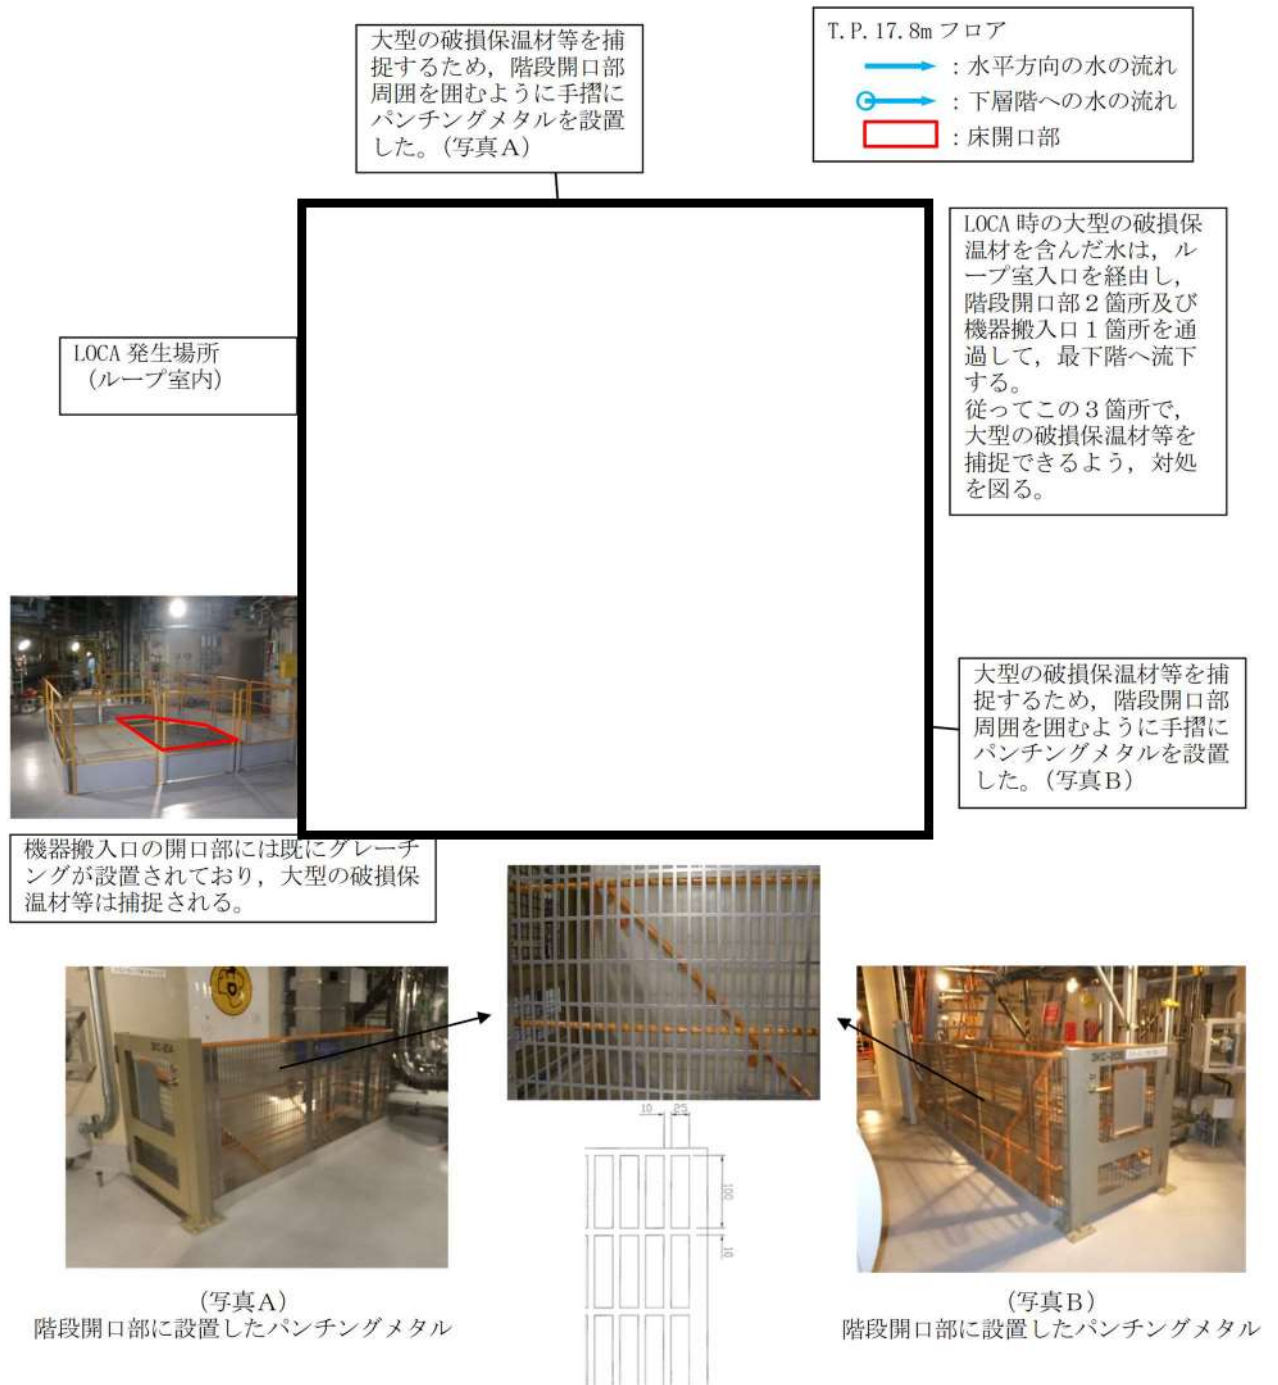 大型の破損保温材等を捕
捉するため，階段開口部
周囲を囲むように手摺に
パンチングメタルを設置
した。（写真Ａ）
T.P.17.8m フロア
：水平方向の水の流れ
：下層階への水の流れ
：床開口部
LOCA 時の大型の破損保
温材を含んだ水は，ル
ープ室入口を経由し，
階段開口部２箇所及び
機器搬入口１箇所を通
過して，最下階へ流下
する。
従ってこの３箇所で，
大型の破損保温材等を
捕捉できるよう，対処
を図る。
LOCA 発生場所
（ループ室内）
大型の破損保温材等を捕
捉するため，階段開口部
周囲を囲むように手摺に
パンチングメタルを設置
した。（写真Ｂ）
機器搬入口の開口部には既にグレーチ
ングが設置されており，大型の破損保
温材等は捕捉される。
10 25
100
10
（写真Ａ）
階段開口部に設置したパンチングメタル
（写真Ｂ）
階段開口部に設置したパンチングメタル